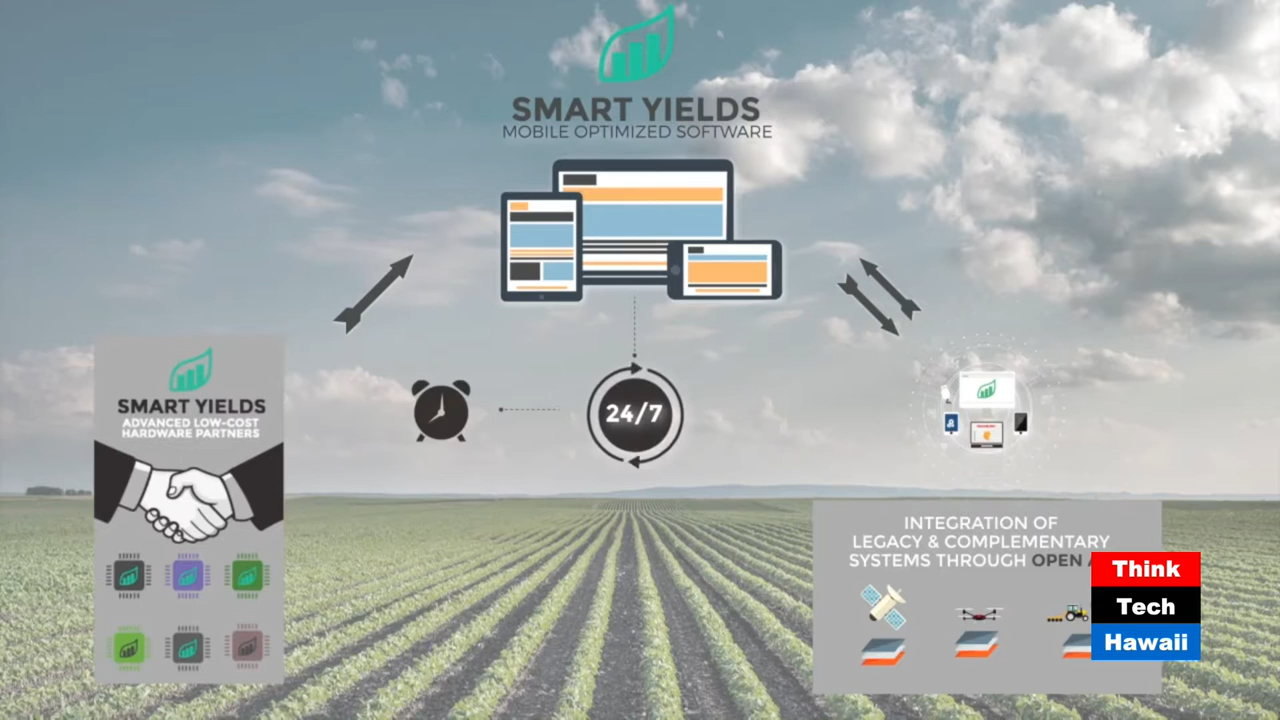 SMART YIELDS
MOBILE OPTIMIZED SOFTWARE
24/7
SMART YIELDS
ADVANCED LOW-COST
HARDWARE PARTNERS
INTEGRATION OF
LEGACY & COMPLEMENTARY
SYSTEMS THROUGH OPEN
Think
Tech
Hawaii